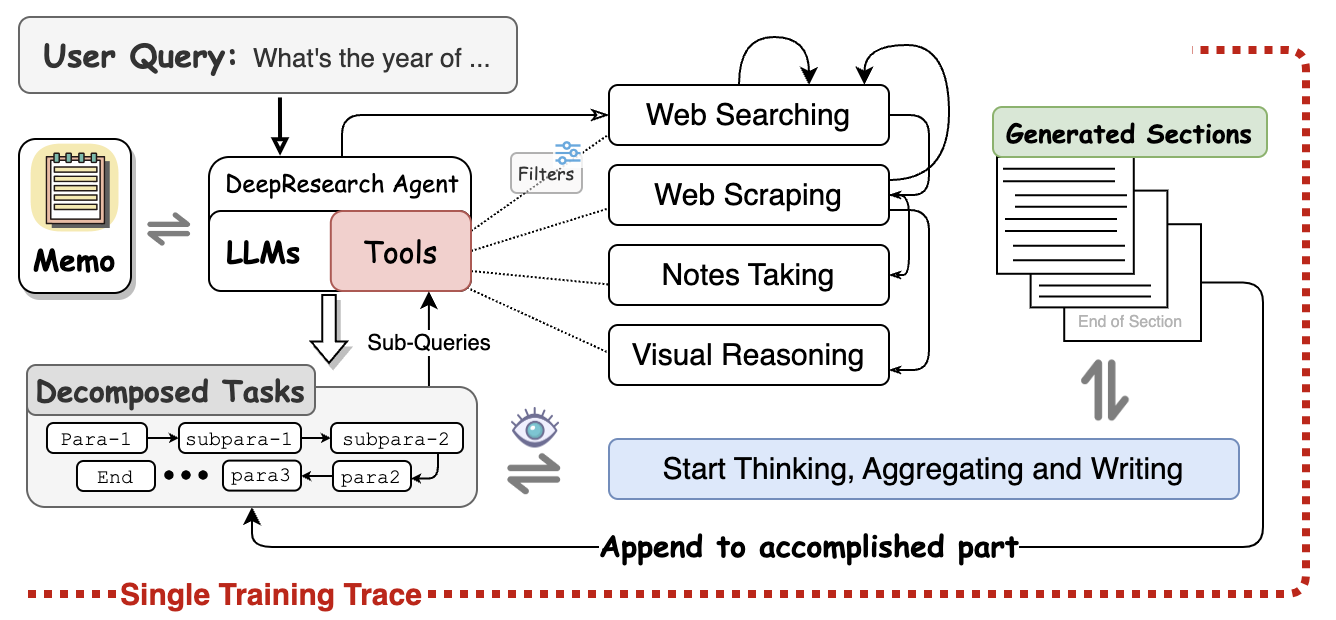 User Query: What's the year of ...
Memo
DeepResearch Agent
LLMs
Tools
Filters
Web Searching
Web Scraping
Notes Taking
Visual Reasoning
Generated Sections
End of Section
Sub-Queries
Decomposed Tasks
Para-1
subpara-1
subpara-2
End
para3
para2
Start Thinking, Aggregating and Writing
Append to accomplished part
Single Training Trace